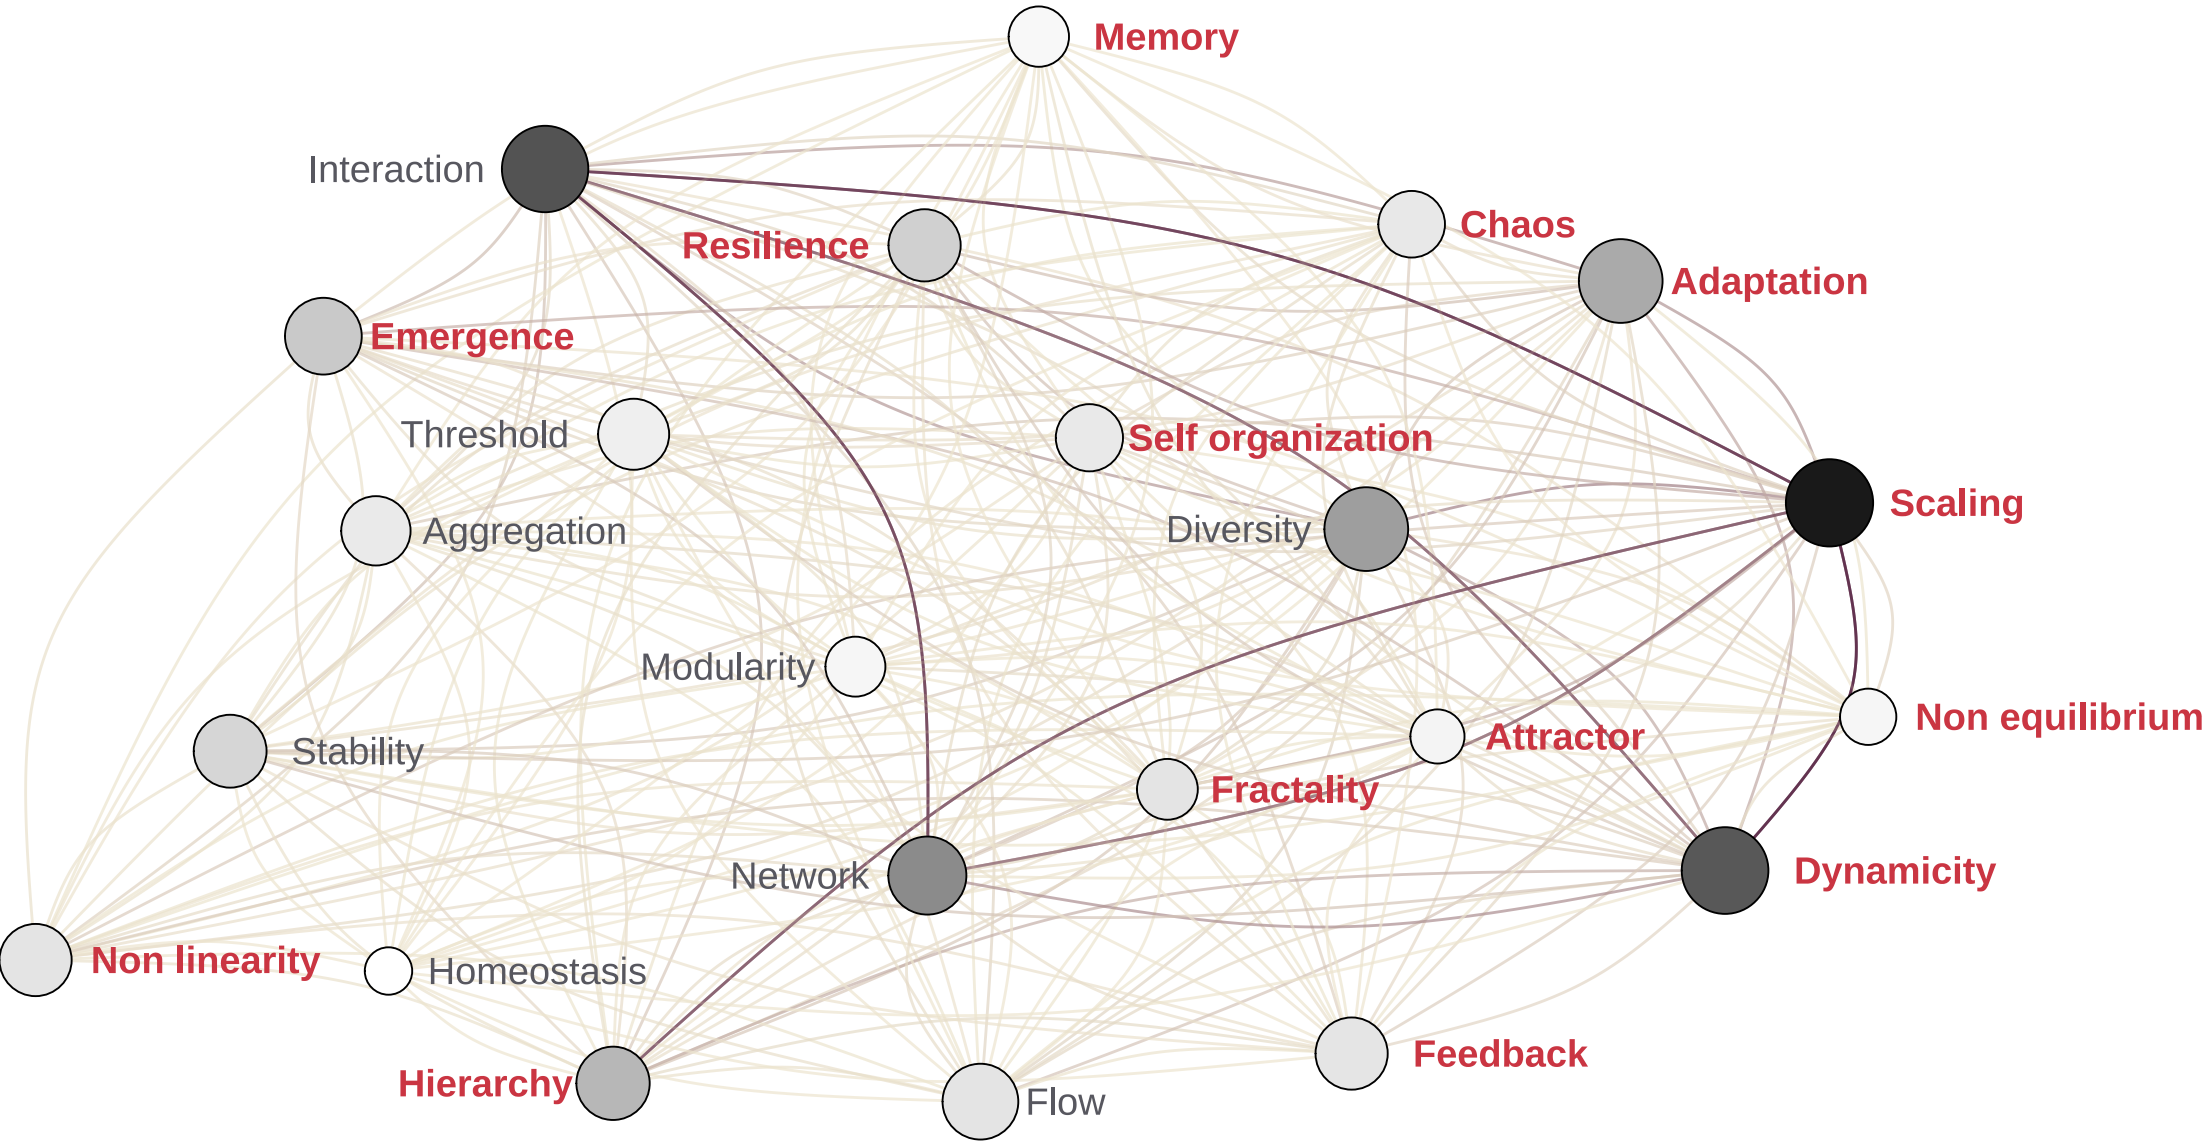 Memory
Interaction
Chaos
Resilience
Adaptation
Emergence
Threshold
Self organization
Scaling
Aggregation
Diversity
Modularity
Non equilibrium
Attractor
Stability
Fractality
Dynamicity
Network
Non linearity
Homeostasis
Feedback
Hierarchy
Flow